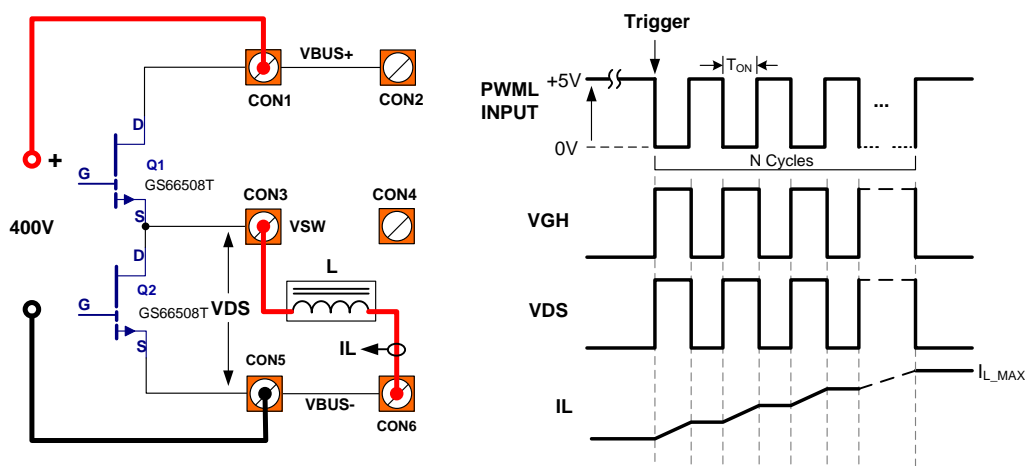 VBUS+
CON1
CON2
+
D
Q1
G
GS66508T
S
400V
CON3
VSW
CON4
D
Q2
G
GS66508T
S
VDS
L
IL
CON5
VBUS-
CON6
Trigger
TON
+5V
PWML
INPUT
...
0V
N Cycles
VGH
VDS
IL_MAX
IL